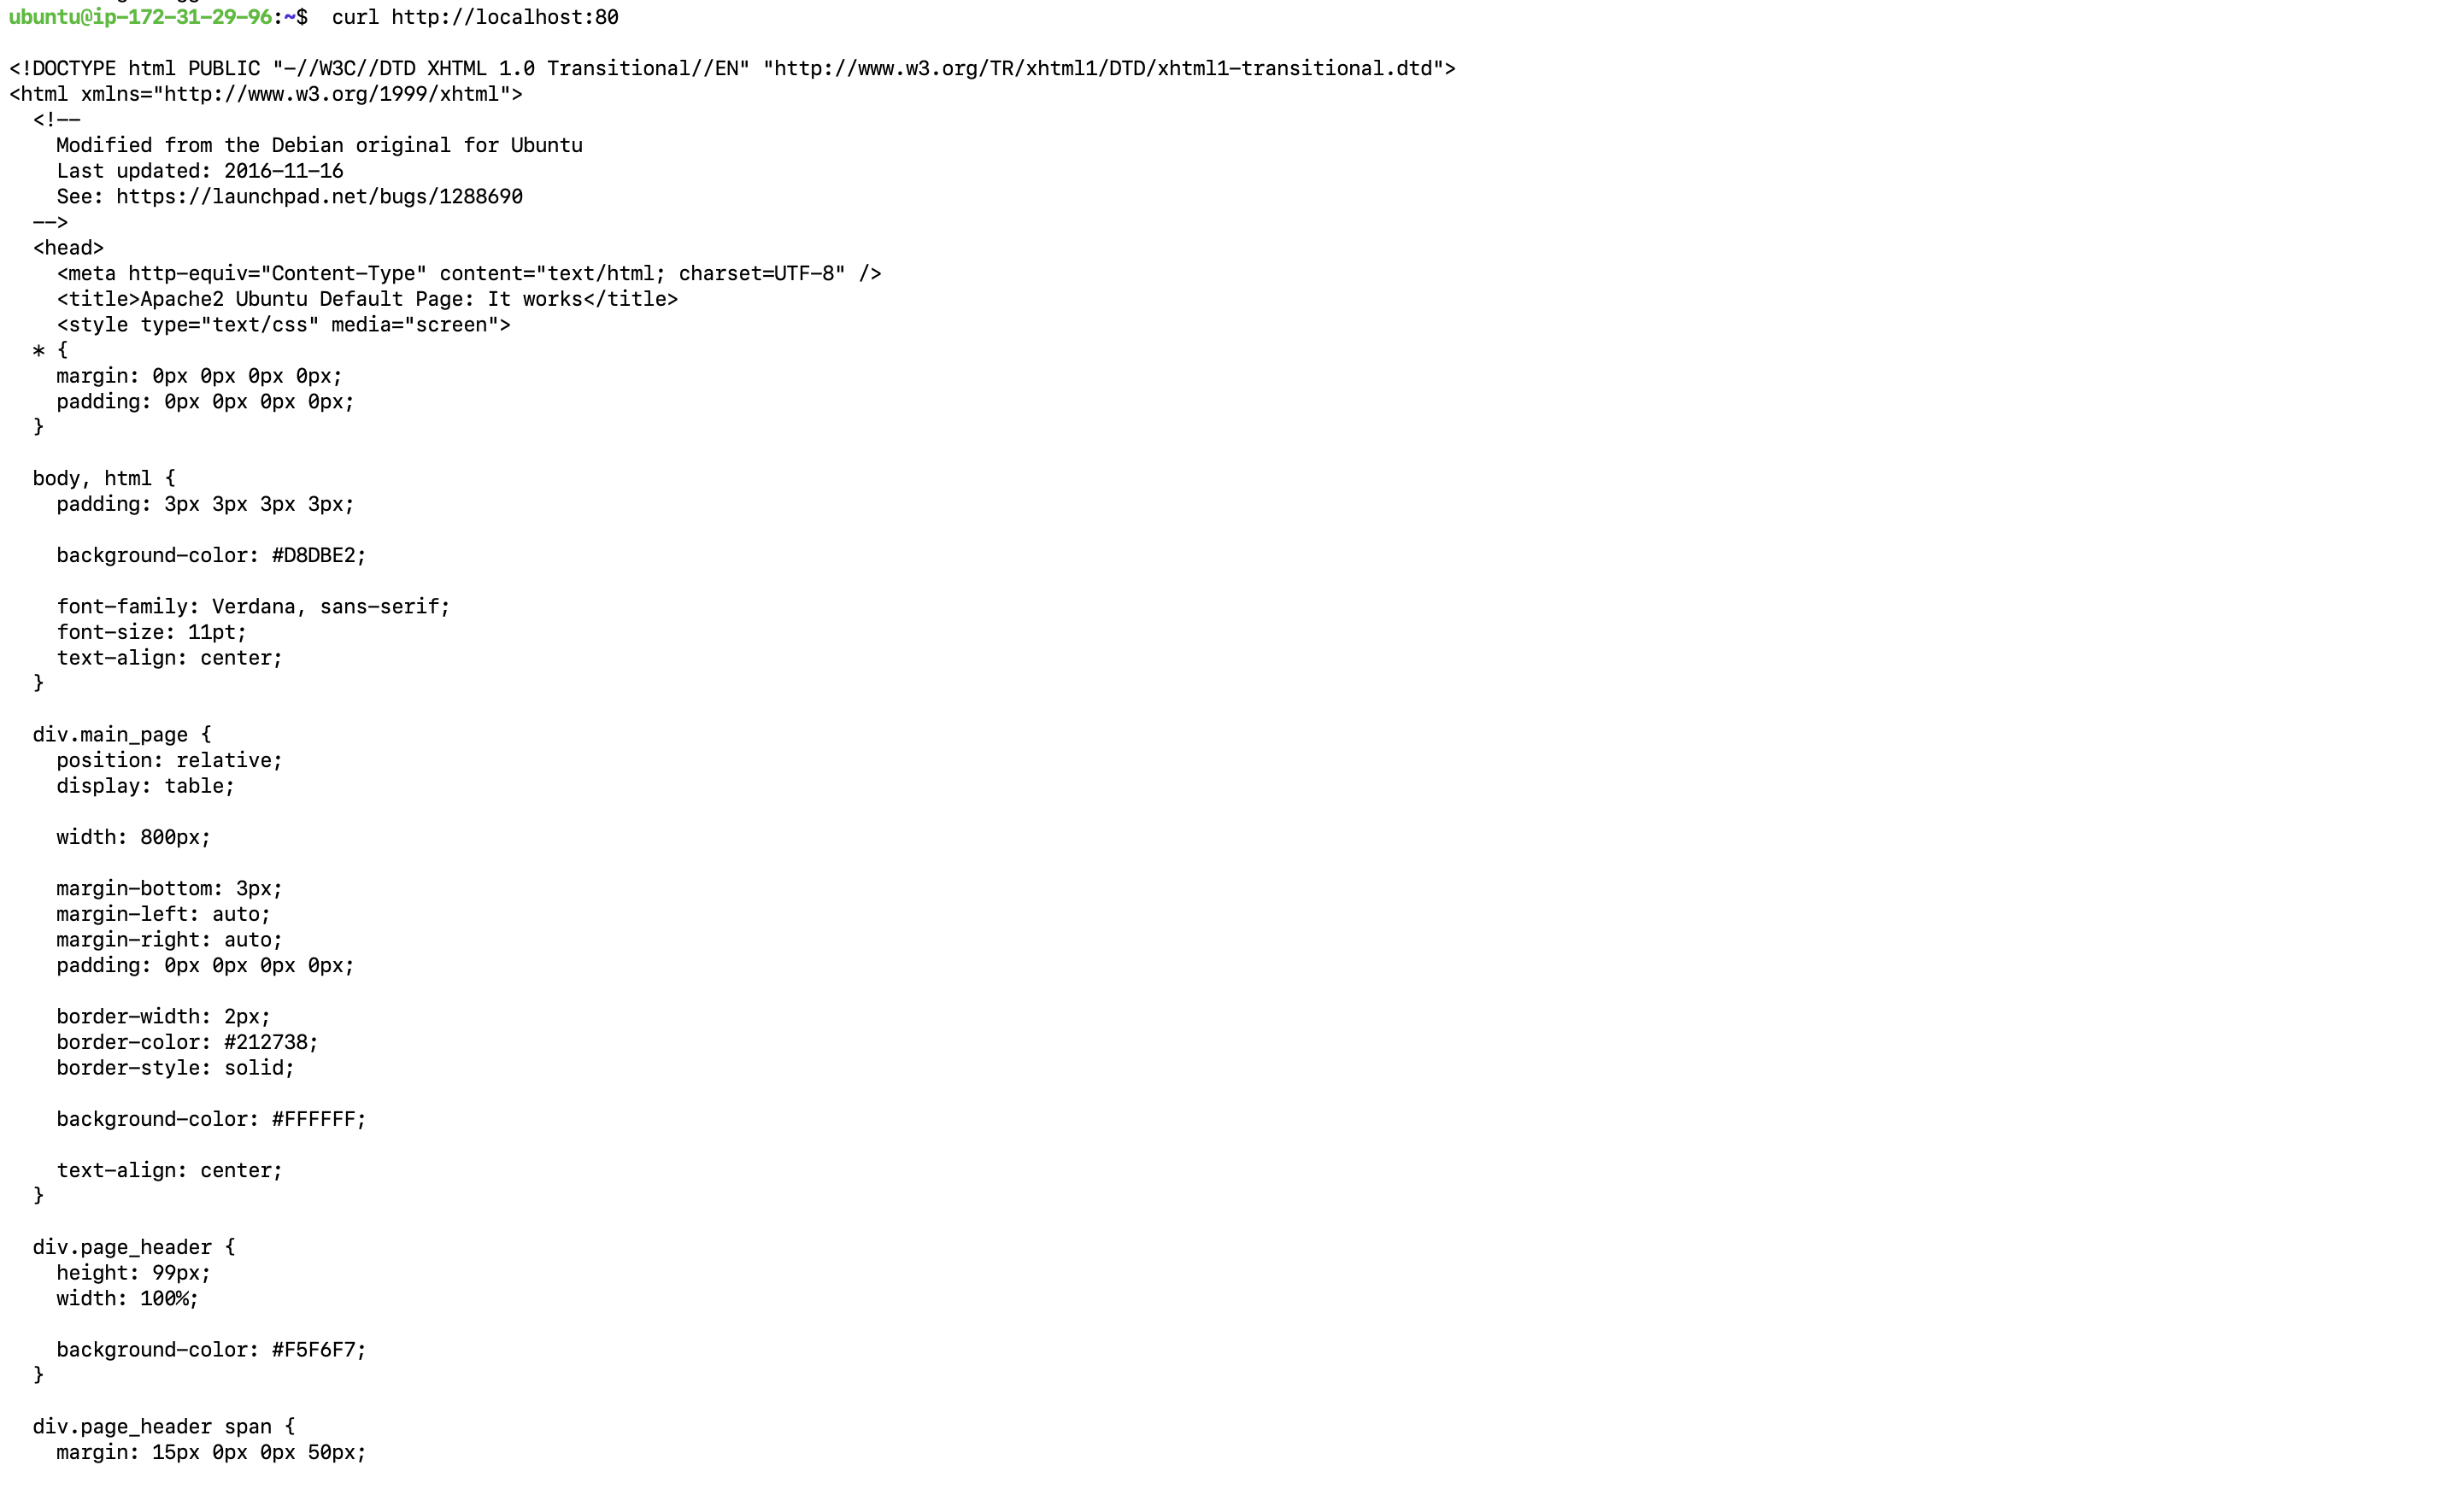 ubuntu@ip-172-31-29-96:~$  curl http://localhost:80
<!DOCTYPE html PUBLIC "-//W3C//DTD XHTML 1.0 Transitional//EN" "http://www.w3.org/TR/xhtml1/DTD/xhtml1-transitional.dtd">
<html xmlns="http://www.w3.org/1999/xhtml">
  <!--
    Modified from the Debian original for Ubuntu
    Last updated: 2016-11-16
    See: https://launchpad.net/bugs/1288690
  -->
  <head>
    <meta http-equiv="Content-Type" content="text/html; charset=UTF-8" />
    <title>Apache2 Ubuntu Default Page: It works</title>
    <style type="text/css" media="screen">
  * {
    margin: 0px 0px 0px 0px;
    padding: 0px 0px 0px 0px;
  }
  body, html {
    padding: 3px 3px 3px 3px;
    background-color: #D8DBE2;
    font-family: Verdana, sans-serif;
    font-size: 11pt;
    text-align: center;
  }
  div.main_page {
    position: relative;
    display: table;
    width: 800px;
    margin-bottom: 3px;
    margin-left: auto;
    margin-right: auto;
    padding: 0px 0px 0px 0px;
    border-width: 2px;
    border-color: #212738;
    border-style: solid;
    background-color: #FFFFFF;
    text-align: center;
  }
  div.page_header {
    height: 99px;
    width: 100%;
    background-color: #F5F6F7;
  }
  div.page_header span {
    margin: 15px 0px 0px 50px;